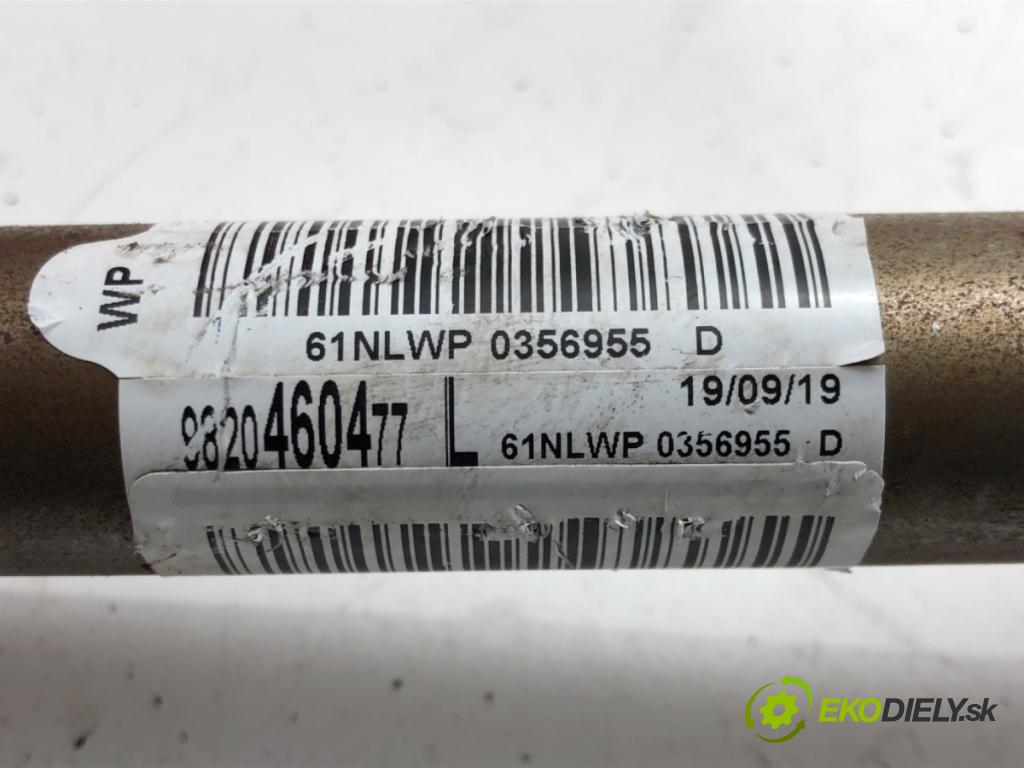 WP
61NLWP 0356955 D
9820460477 L
19/09/19
61NLWP 0356955 D
EKODIELY.sk